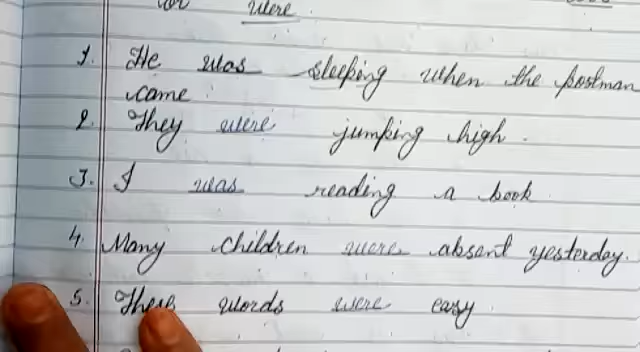 or were
1. He was sleeping when the postman
came.
2. They were jumping high.
3. I was reading a book
4. Many children were absent yesterday.
5. These words were easy.